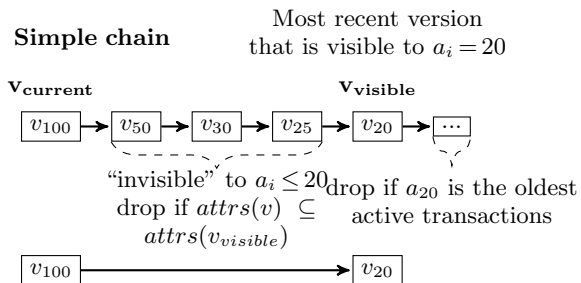 Simple chain
Most recent version
that is visible to a_i = 20
v_current
v_visible
v_100 v_50 v_30 v_25 v_20 ...
"invisible" to a_i ≤ 20
drop if attrs(v) ⊆
attrs(v_visible)
drop if a_20 is the oldest
active transactions
v_100 v_20